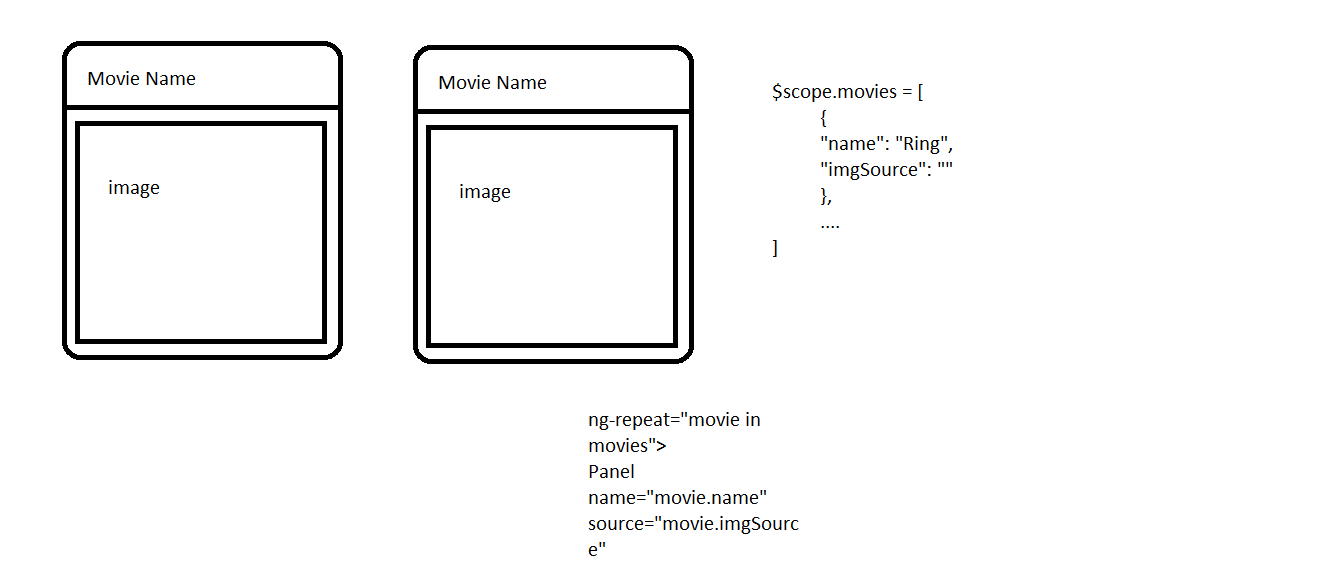 Movie Name
image
Movie Name
image
$scope.movies = [
{
"name": "Ring",
"imgSource": ""
},
....
]
ng-repeat="movie in
movies">
Panel
name="movie.name"
source="movie.imgSourc
e"